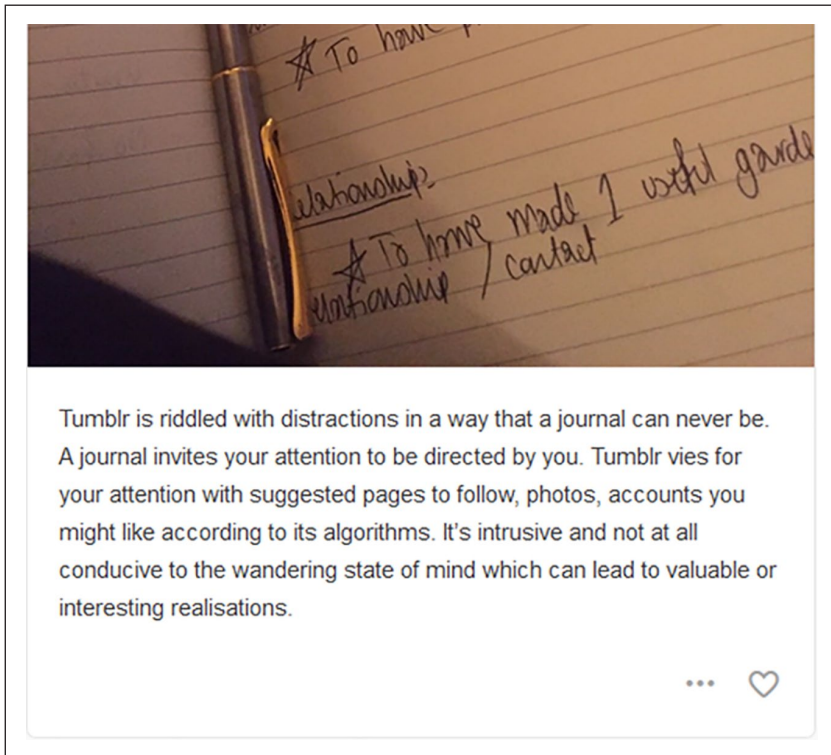 ☆ To have
Relationships
☆ To have made 1 useful garde
relationship / contact
Tumblr is riddled with distractions in a way that a journal can never be.
A journal invites your attention to be directed by you. Tumblr vies for
your attention with suggested pages to follow, photos, accounts you
might like according to its algorithms. It’s intrusive and not at all
conducive to the wandering state of mind which can lead to valuable or
interesting realisations.